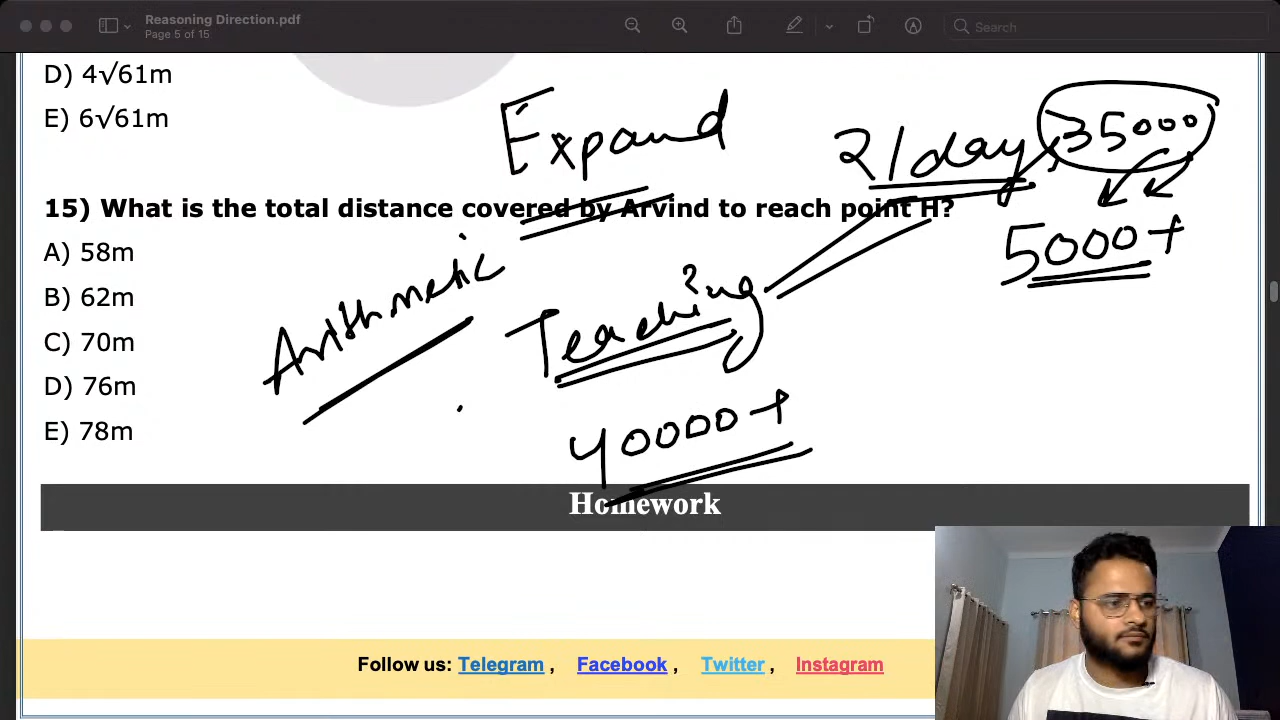 Reasoning Direction.pdf
Page 5 of 15
Search
D) 4√61m
E) 6√61m
Expand
21day, 35000
15) What is the total distance covered by Arvind to reach point H?
5000+
A) 58m
B) 62m
C) 70m
D) 76m
E) 78m
Arithmetic
Teaching
40000+
Homework
Follow us: Telegram , Facebook , Twitter , Instagram